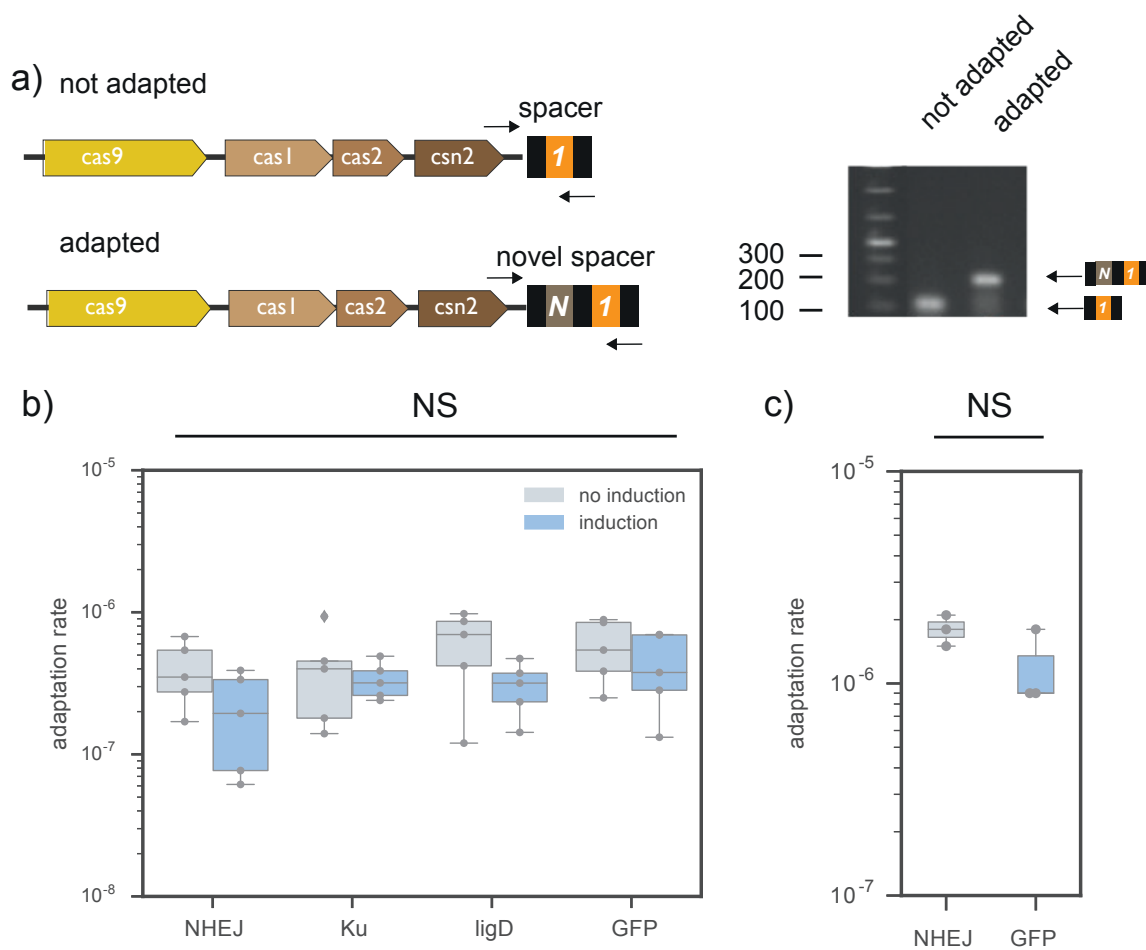 a)
not adapted
spacer
cas9
cas1
cas2
csn2
1
adapted
novel spacer
cas9
cas1
cas2
csn2
N
1
not adapted
adapted
300
200
100
N
1
1
b)
NS
10-5
10-6
10-7
10-8
adaptation rate
no induction
induction
NHEJ
Ku
ligD
GFP
c)
NS
10-5
10-6
10-7
adaptation rate
NHEJ
GFP